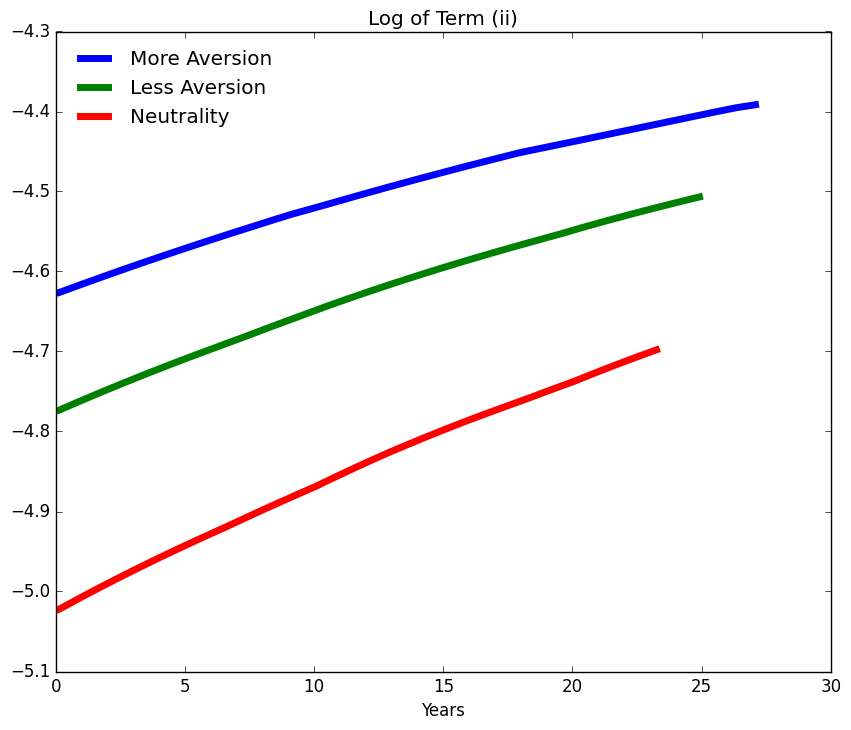 Log of Term (ii)
−4.3
−4.4
−4.5
−4.6
−4.7
−4.8
−4.9
−5.0
−5.1
More Aversion
Less Aversion
Neutrality
0 5 10 15 20 25 30
Years